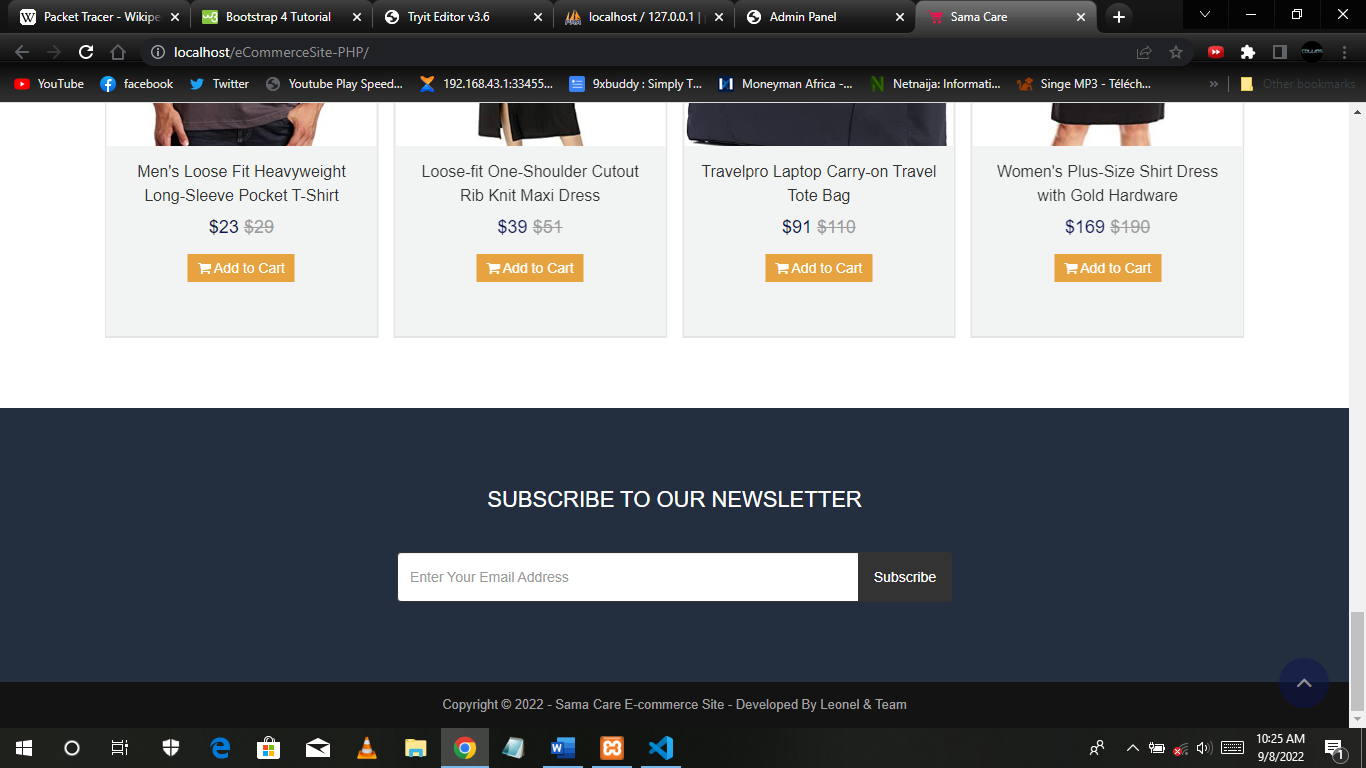 Packet Tracer - Wikipe
Bootstrap 4 Tutorial
Tryit Editor v3.6
localhost / 127.0.0.1 |
Admin Panel
Sama Care
localhost/eCommerceSite-PHP/
YouTube
facebook
Twitter
Youtube Play Speed...
192.168.43.1:33455...
9xbuddy : Simply T...
Moneyman Africa -...
Netnaija: Informati...
Singe MP3 - Téléch...
»
Other bookmarks
Men's Loose Fit Heavyweight
Long-Sleeve Pocket T-Shirt
$23 $29
Add to Cart
Loose-fit One-Shoulder Cutout
Rib Knit Maxi Dress
$39 $51
Add to Cart
Travelpro Laptop Carry-on Travel
Tote Bag
$91 $110
Add to Cart
Women's Plus-Size Shirt Dress
with Gold Hardware
$169 $190
Add to Cart
SUBSCRIBE TO OUR NEWSLETTER
Enter Your Email Address
Subscribe
Copyright © 2022 - Sama Care E-commerce Site - Developed By Leonel & Team
10:25 AM
9/8/2022
1